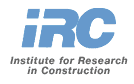 IRC
Institute for Research
in Construction